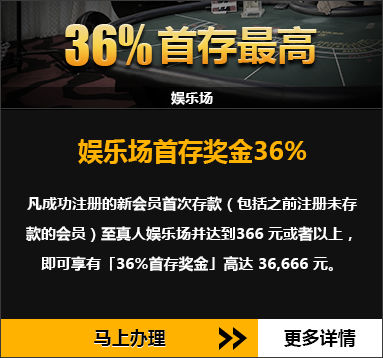 36%首存最高
娱乐场
娱乐场首存奖金36%
凡成功注册的新会员首次存款（包括之前注册未存
款的会员）至真人娱乐场并达到366 元或者以上，
即可享有「36%首存奖金」高达 36,666 元。
马上办理 >>
更多详情